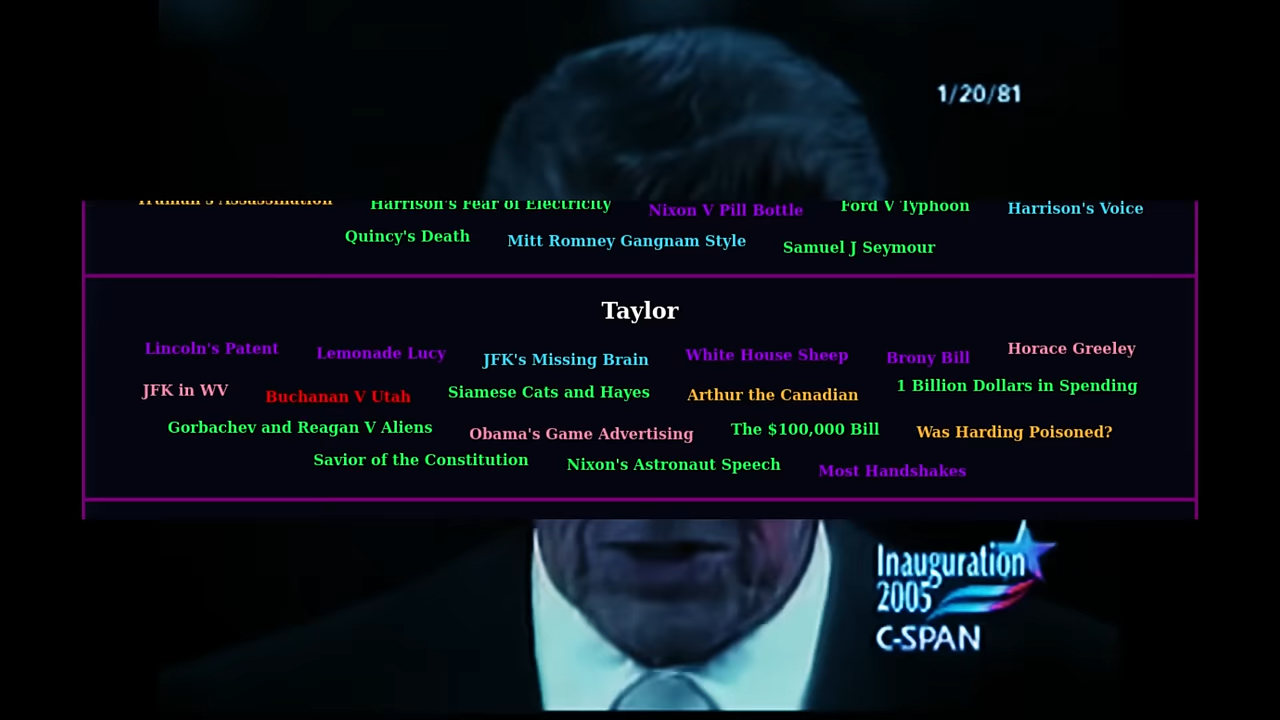 1/20/81
Truman's Assassination Harrison's Fear of Electricity Nixon V Pill Bottle Ford V Typhoon Harrison's Voice
Quincy's Death Mitt Romney Gangnam Style Samuel J Seymour
Taylor
Lincoln's Patent Lemonade Lucy JFK's Missing Brain White House Sheep Brony Bill Horace Greeley
JFK in WV Buchanan V Utah Siamese Cats and Hayes Arthur the Canadian 1 Billion Dollars in Spending
Gorbachev and Reagan V Aliens Obama's Game Advertising The $100,000 Bill Was Harding Poisoned?
Savior of the Constitution Nixon's Astronaut Speech Most Handshakes
Inauguration
2005
C-SPAN